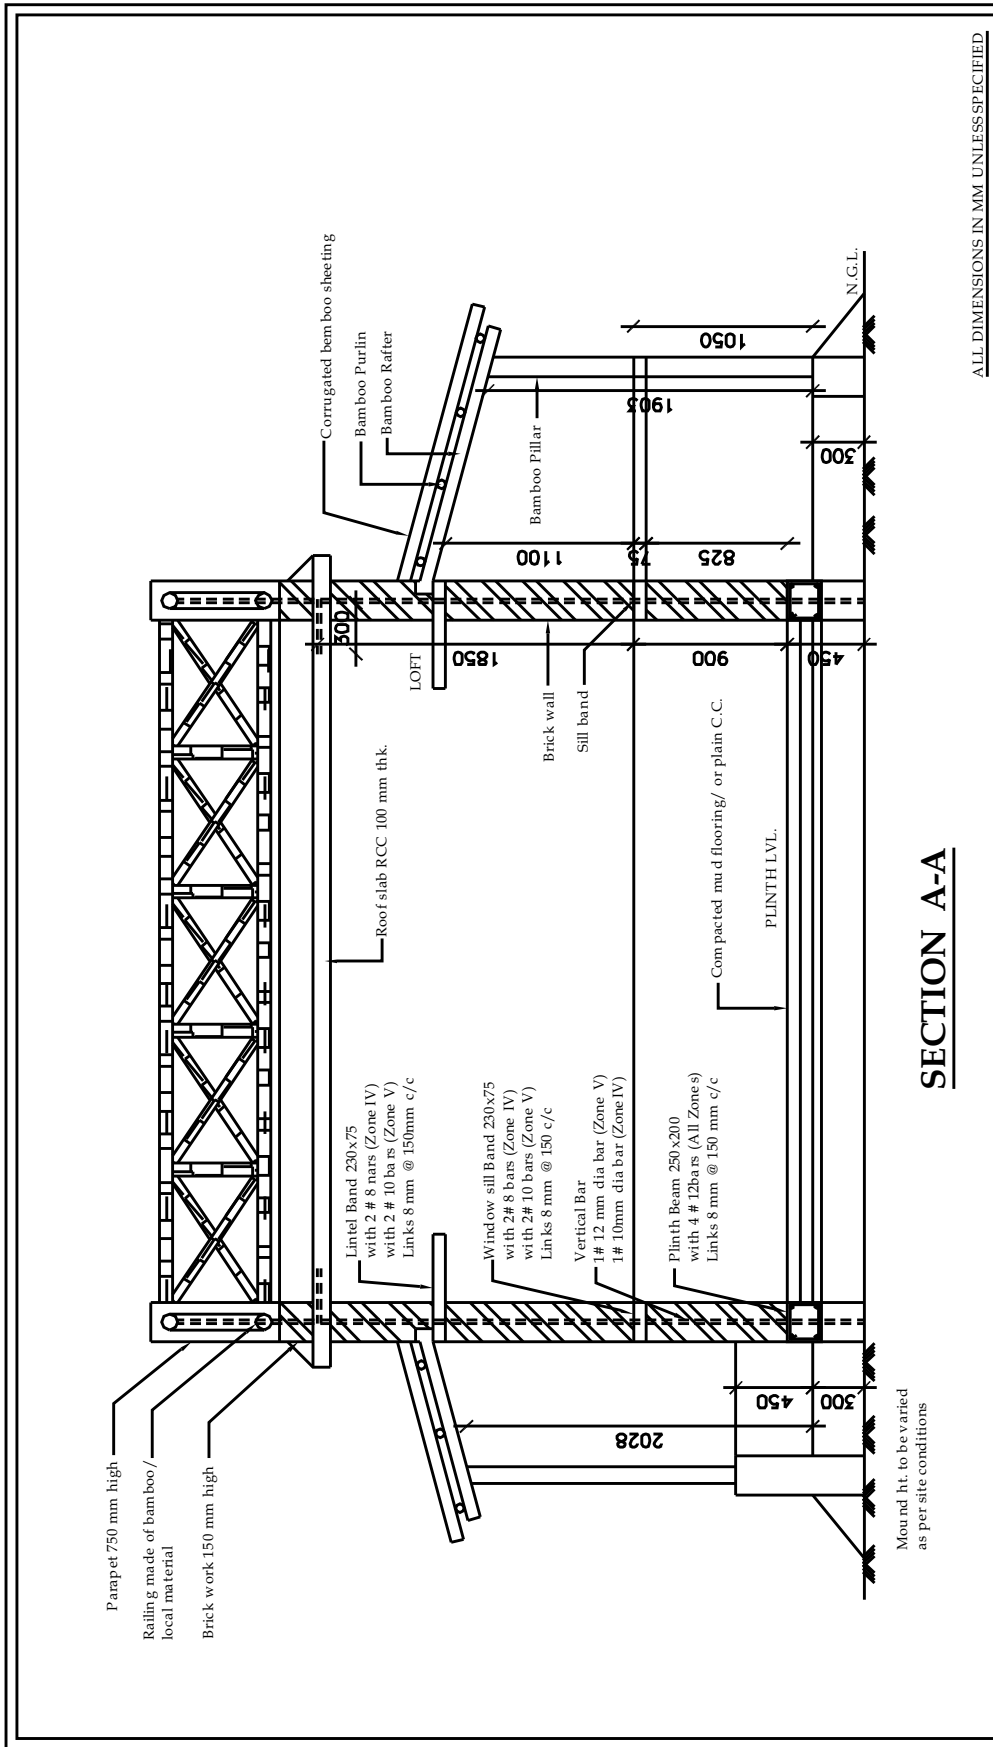 Parapet 750 mm high
Railing made of bamboo/
local material
Brick work 150 mm high
Lintel Band 230x75
with 2 # 8 nars (Zone IV)
with 2 # 10 bars (Zone V)
Links 8 mm @ 150mm c/c
Roof slab RCC 100 mm thk.
Corrugated bemboo sheeting
Bamboo Purlin
Bamboo Rafter
300
LOFT
Window sill Band 230x75
with 2# 8 bars (Zone IV)
with 2# 10 bars (Zone V)
Links 8 mm @ 150 c/c
1850
1100
Bamboo Pillar
Brick wall
Sill band
Vertical Bar
1# 12 mm dia bar (Zone V)
1# 10mm dia bar (Zone IV)
2028
75
1903
1050
Plinth Beam 250x200
with 4 # 12bars (All Zones)
Links 8 mm @ 150 mm c/c
Compacted mud flooring/ or plain C.C.
900
825
PLINTH LVL.
450
300
450
300
N.G.L.
Mound ht. to be varied
as per site conditions
SECTION A-A
ALL DIMENSIONS IN MM UNLESS SPECIFIED